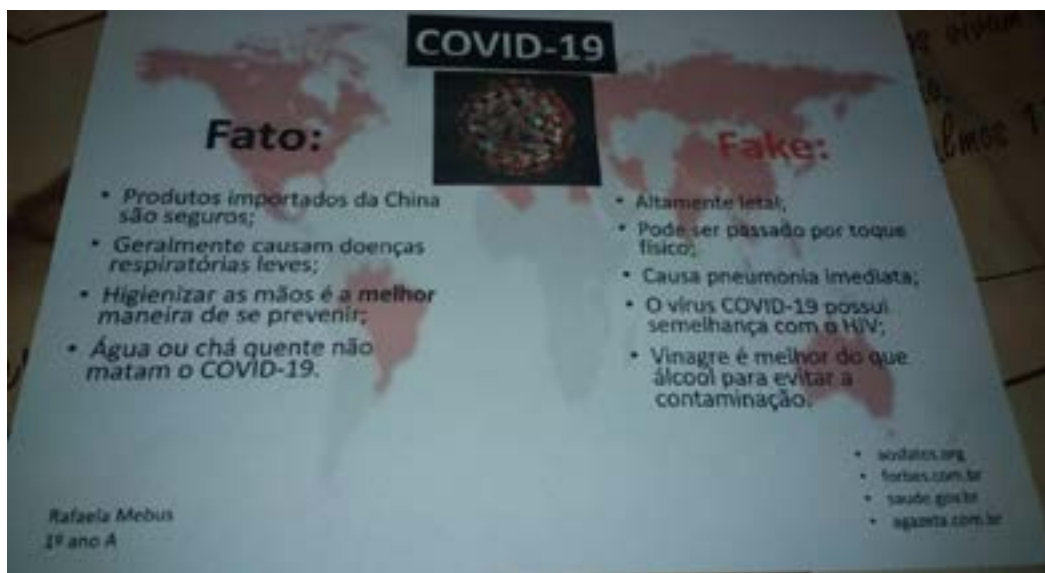 COVID-19
Fato:
• Produtos importados da China
são seguros;
• Geralmente causam doenças
respiratórias leves;
• Higienizar as mãos é a melhor
maneira de se prevenir;
• Água ou chá quente não
matam o COVID-19.
Fake:
• Altamente letal;
• Pode ser passado por toque
físico;
• Causa pneumonia imediata;
• O vírus COVID-19 possui
semelhança com o HIV;
• Vinagre é melhor do que
álcool para evitar a
contaminação.
• aosfatos.org
• forbes.com.br
• saude.gov.br
• agazeta.com.br
Rafaela Mebus
1º ano A